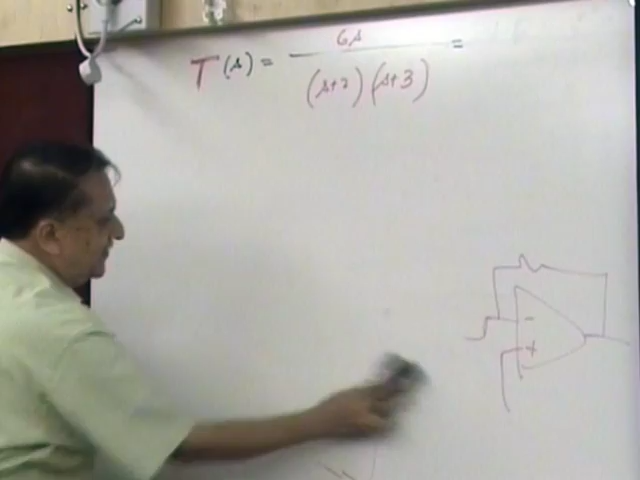 T(s) = 6s / (s+2)(s+3) =
-
+